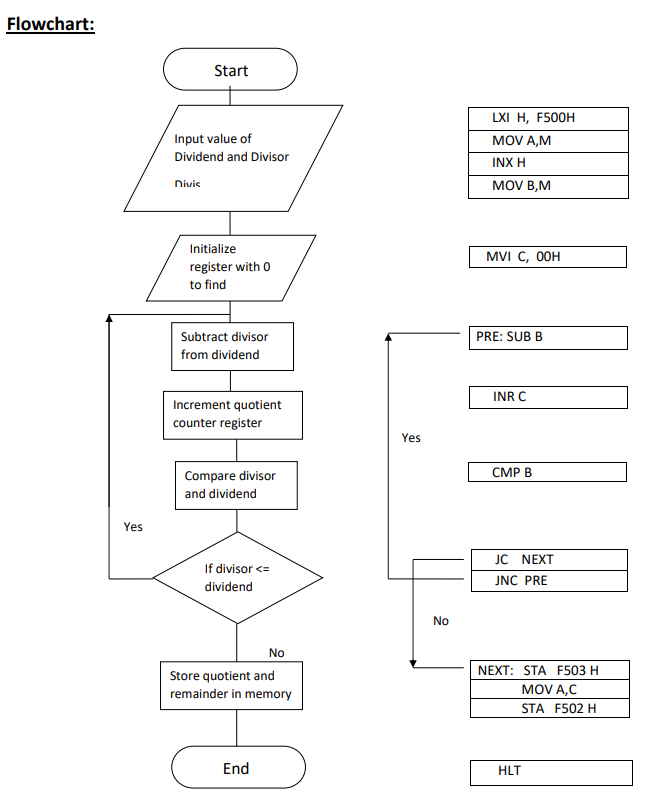 Flowchart:
Start
Input value of
Dividend and Divisor
Divis
Initialize
register with 0
to find
Subtract divisor
from dividend
Increment quotient
counter register
Compare divisor
and dividend
Yes
If divisor <=
dividend
No
Store quotient and
remainder in memory
End
LXI H, F500H
MOV A,M
INX H
MOV B,M
MVI C, 00H
PRE: SUB B
INR C
Yes
CMP B
JC NEXT
JNC PRE
No
NEXT: STA F503 H
MOV A,C
STA F502 H
HLT